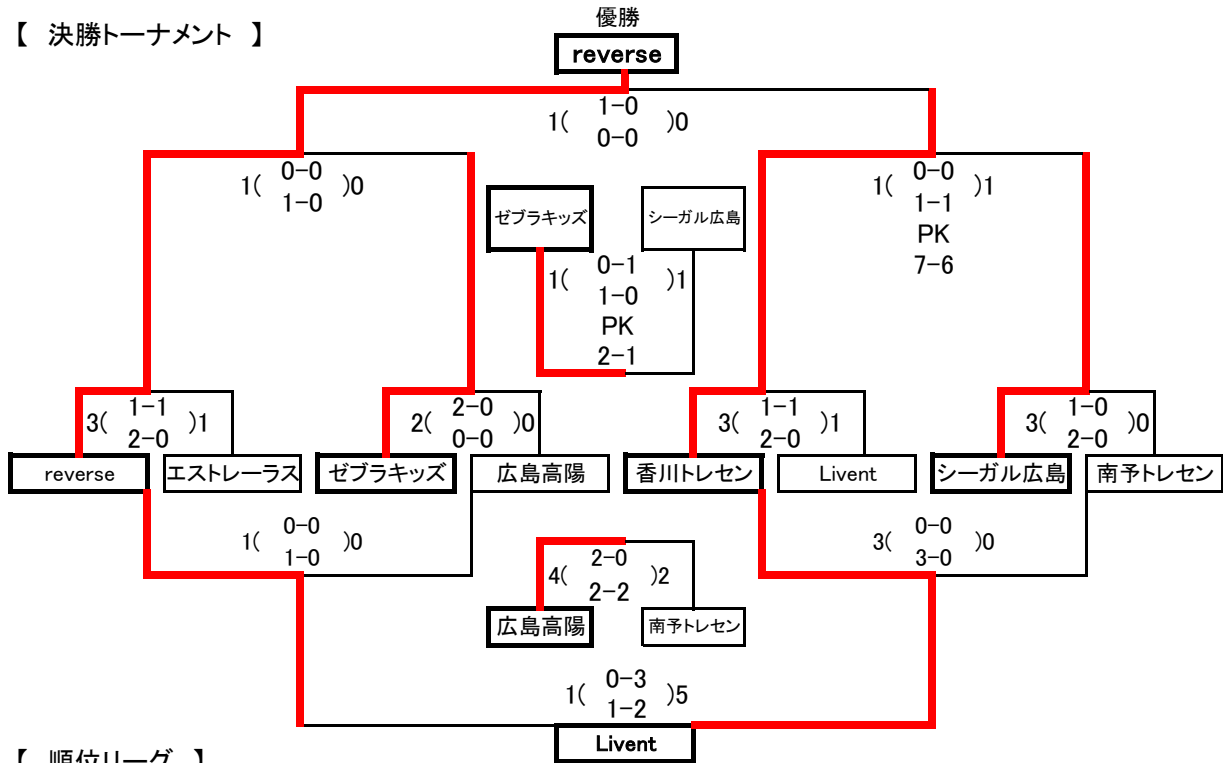 優勝
【 決勝トーナメント 】
reverse
1( 1-0 )0
0-0
1( 0-0 )0
1-0
1( 0-0 )1
1-1
PK
7-6
ゼブラキッズ シーガル広島
1( 0-1 )1
1-0
PK
2-1
3( 1-1 )1
2-0
2( 2-0 )0
0-0
3( 1-1 )1
2-0
3( 1-0 )0
2-0
reverse エストレーラス ゼブラキッズ 広島高陽 香川トレセン Livent シーガル広島 南予トレセン
1( 0-0 )0
1-0
3( 0-0 )0
3-0
4( 2-0 )2
2-2
広島高陽 南予トレセン
1( 0-3 )5
1-2
Livent
【 順位リーグ 】